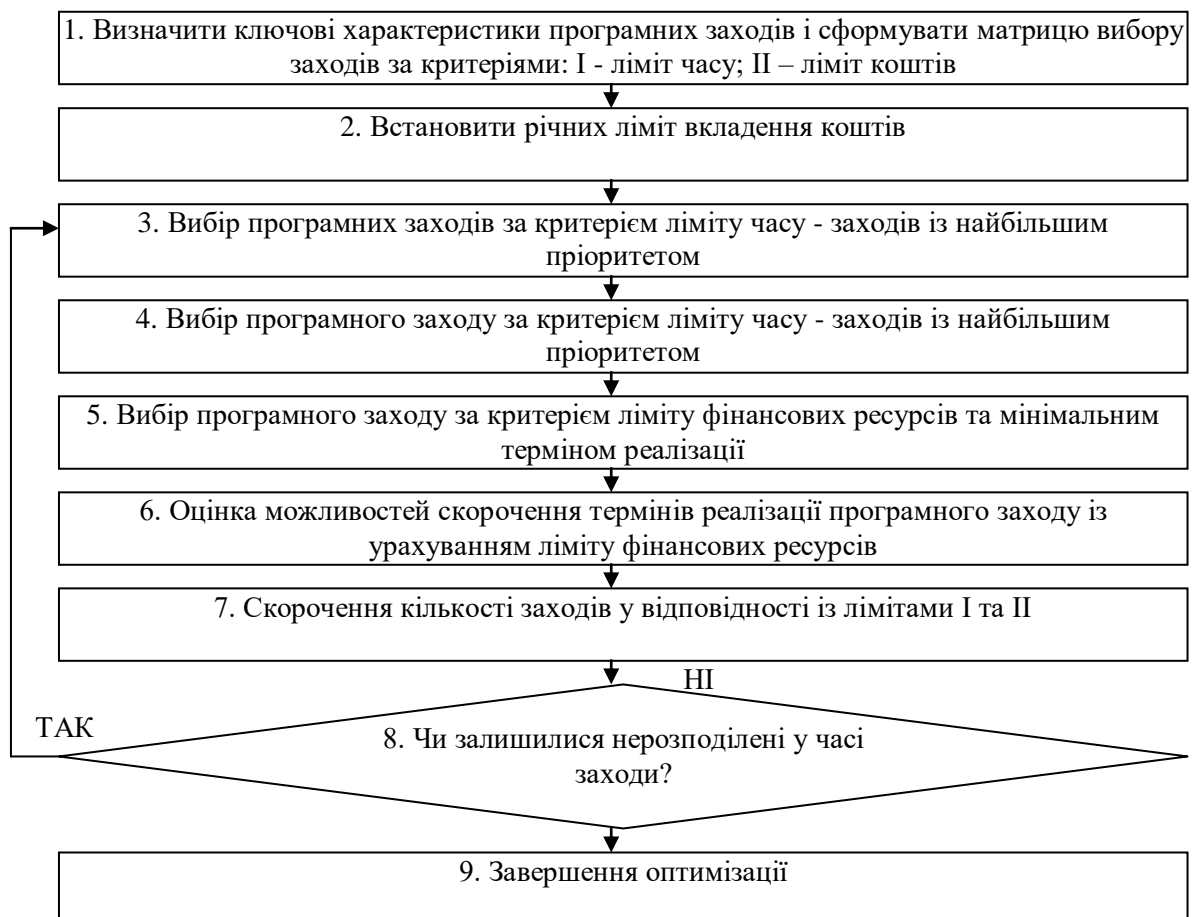 1. Визначити ключові характеристики програмних заходів і сформувати матрицю вибору
заходів за критеріями: І - ліміт часу; ІІ – ліміт коштів
2. Встановити річних ліміт вкладення коштів
3. Вибір програмних заходів за критерієм ліміту часу - заходів із найбільшим
пріоритетом
4. Вибір програмного заходу за критерієм ліміту часу - заходів із найбільшим
пріоритетом
5. Вибір програмного заходу за критерієм ліміту фінансових ресурсів та мінімальним
терміном реалізації
6. Оцінка можливостей скорочення термінів реалізації програмного заходу із
урахуванням ліміту фінансових ресурсів
7. Скорочення кількості заходів у відповідності із лімітами І та ІІ
НІ
ТАК
8. Чи залишилися нерозподілені у часі
заходи?
9. Завершення оптимізації